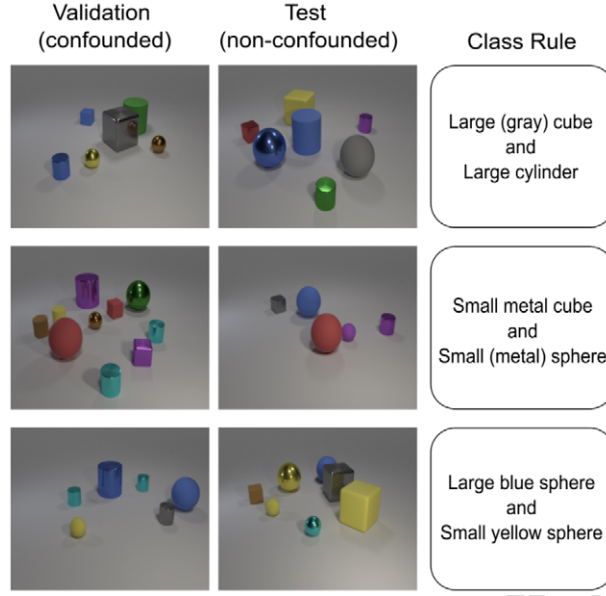 Validation
(confounded)
Test
(non-confounded)
Class Rule
Large (gray) cube
and
Large cylinder
Small metal cube
and
Small (metal) sphere
Large blue sphere
and
Small yellow sphere